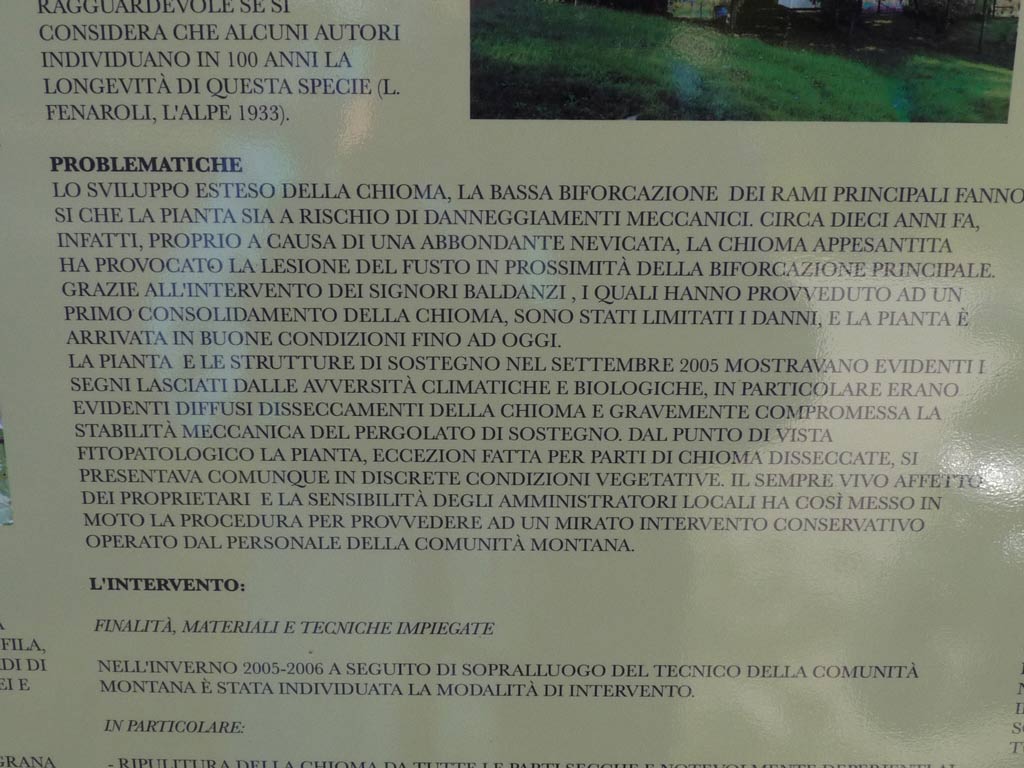 RAGGUARDEVOLE SE SI
CONSIDERA CHE ALCUNI AUTORI
INDIVIDUANO IN 100 ANNI LA
LONGEVITÀ DI QUESTA SPECIE (L.
FENAROLI, L'ALPE 1933).
PROBLEMATICHE
LO SVILUPPO ESTESO DELLA CHIOMA, LA BASSA BIFORCAZIONE DEI RAMI PRINCIPALI FANNO
SI CHE LA PIANTA SIA A RISCHIO DI DANNEGGIAMENTI MECCANICI. CIRCA DIECI ANNI FA,
INFATTI, PROPRIO A CAUSA DI UNA ABBONDANTE NEVICATA, LA CHIOMA APPESANTITA
HA PROVOCATO LA LESIONE DEL FUSTO IN PROSSIMITÀ DELLA BIFORCAZIONE PRINCIPALE.
GRAZIE ALL'INTERVENTO DEI SIGNORI BALDANZI , I QUALI HANNO PROVVEDUTO AD UN
PRIMO CONSOLIDAMENTO DELLA CHIOMA, SONO STATI LIMITATI I DANNI, E LA PIANTA È
ARRIVATA IN BUONE CONDIZIONI FINO AD OGGI.
LA PIANTA E LE STRUTTURE DI SOSTEGNO NEL SETTEMBRE 2005 MOSTRAVANO EVIDENTI I
SEGNI LASCIATI DALLE AVVERSITÀ CLIMATICHE E BIOLOGICHE, IN PARTICOLARE ERANO
EVIDENTI DIFFUSI DISSECCAMENTI DELLA CHIOMA E GRAVEMENTE COMPROMESSA LA
STABILITÀ MECCANICA DEL PERGOLATO DI SOSTEGNO. DAL PUNTO DI VISTA
FITOPATOLOGICO LA PIANTA, ECCEZION FATTA PER PARTI DI CHIOMA DISSECCATE, SI
PRESENTAVA COMUNQUE IN DISCRETE CONDIZIONI VEGETATIVE. IL SEMPRE VIVO AFFETTO
DEI PROPRIETARI E LA SENSIBILITÀ DEGLI AMMINISTRATORI LOCALI HA COSÌ MESSO IN
MOTO LA PROCEDURA PER PROVVEDERE AD UN MIRATO INTERVENTO CONSERVATIVO
OPERATO DAL PERSONALE DELLA COMUNITÀ MONTANA.
L'INTERVENTO:
FINALITÀ, MATERIALI E TECNICHE IMPIEGATE
NELL'INVERNO 2005-2006 A SEGUITO DI SOPRALLUOGO DEL TECNICO DELLA COMUNITÀ
MONTANA È STATA INDIVIDUATA LA MODALITÀ DI INTERVENTO.
IN PARTICOLARE:
- RIPULITURA DELLA CHIOMA DA TUTTE LE PARTI SECCHE E NOTEVOLMENTE